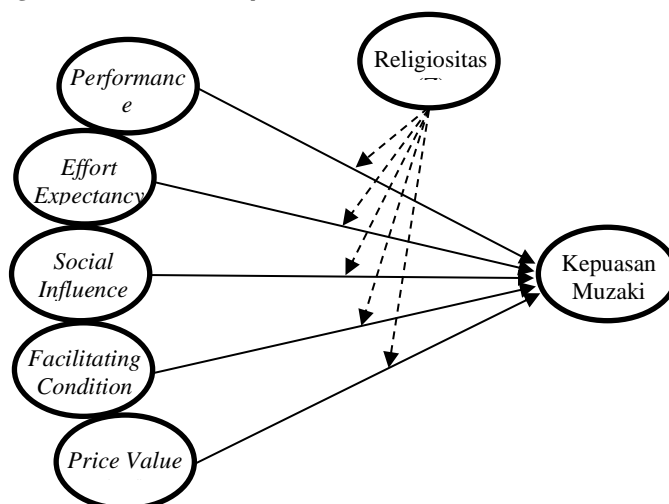 Performanc
e
Religiositas
Effort
Expectancy
Social
Influence
Kepuasan
Muzaki
Facilitating
Condition
Price Value